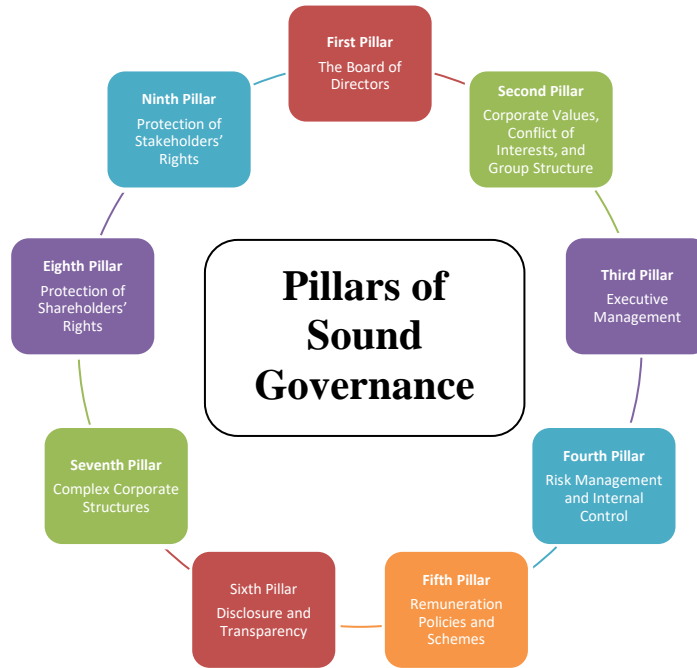 First Pillar
The Board of
Directors
Second Pillar
Corporate Values,
Conflict of
Interests, and
Group Structure
Third Pillar
Executive
Management
Fourth Pillar
Risk Management
and Internal
Control
Fifth Pillar
Remuneration
Policies and
Schemes
Sixth Pillar
Disclosure and
Transparency
Seventh Pillar
Complex Corporate
Structures
Eighth Pillar
Protection of
Shareholders’
Rights
Ninth Pillar
Protection of
Stakeholders’
Rights
Pillars of
Sound
Governance